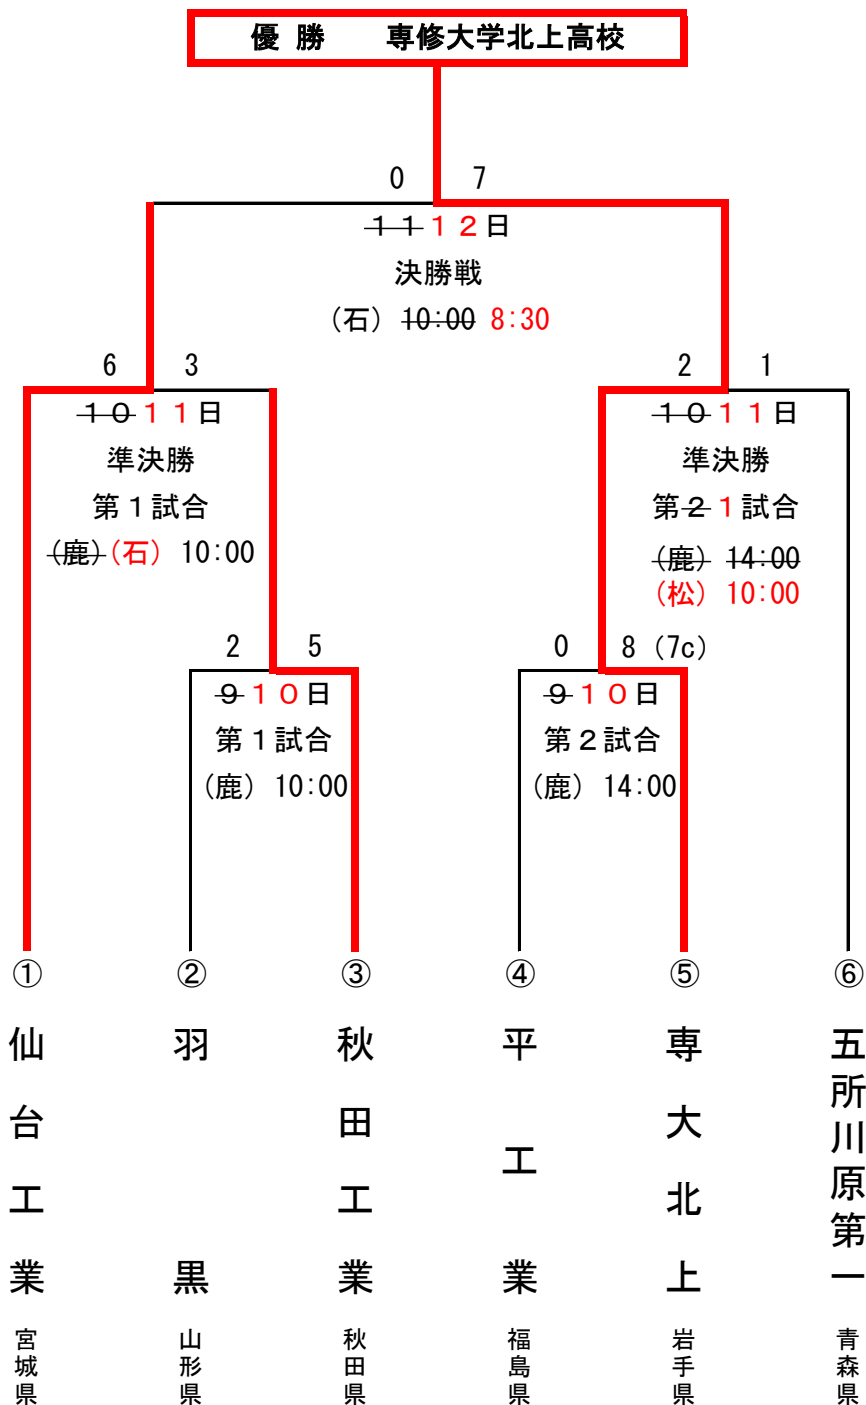 優勝　専修大学北上高校
0 7
１１１２日
決勝戦
（石）10:00 8:30
6 3
１０１１日
準決勝
第１試合
（鹿）（石）10:00
2 1
１０１１日
準決勝
第２１試合
（鹿）14:00
（松）10:00
2 5
９１０日
第１試合
（鹿）10:00
0 8（7c）
９１０日
第２試合
（鹿）14:00
① ② ③ ④ ⑤ ⑥
仙台工業
宮城県
羽黒
山形県
秋田工業
秋田県
平工業
福島県
専大北上
岩手県
五所川原第一
青森県